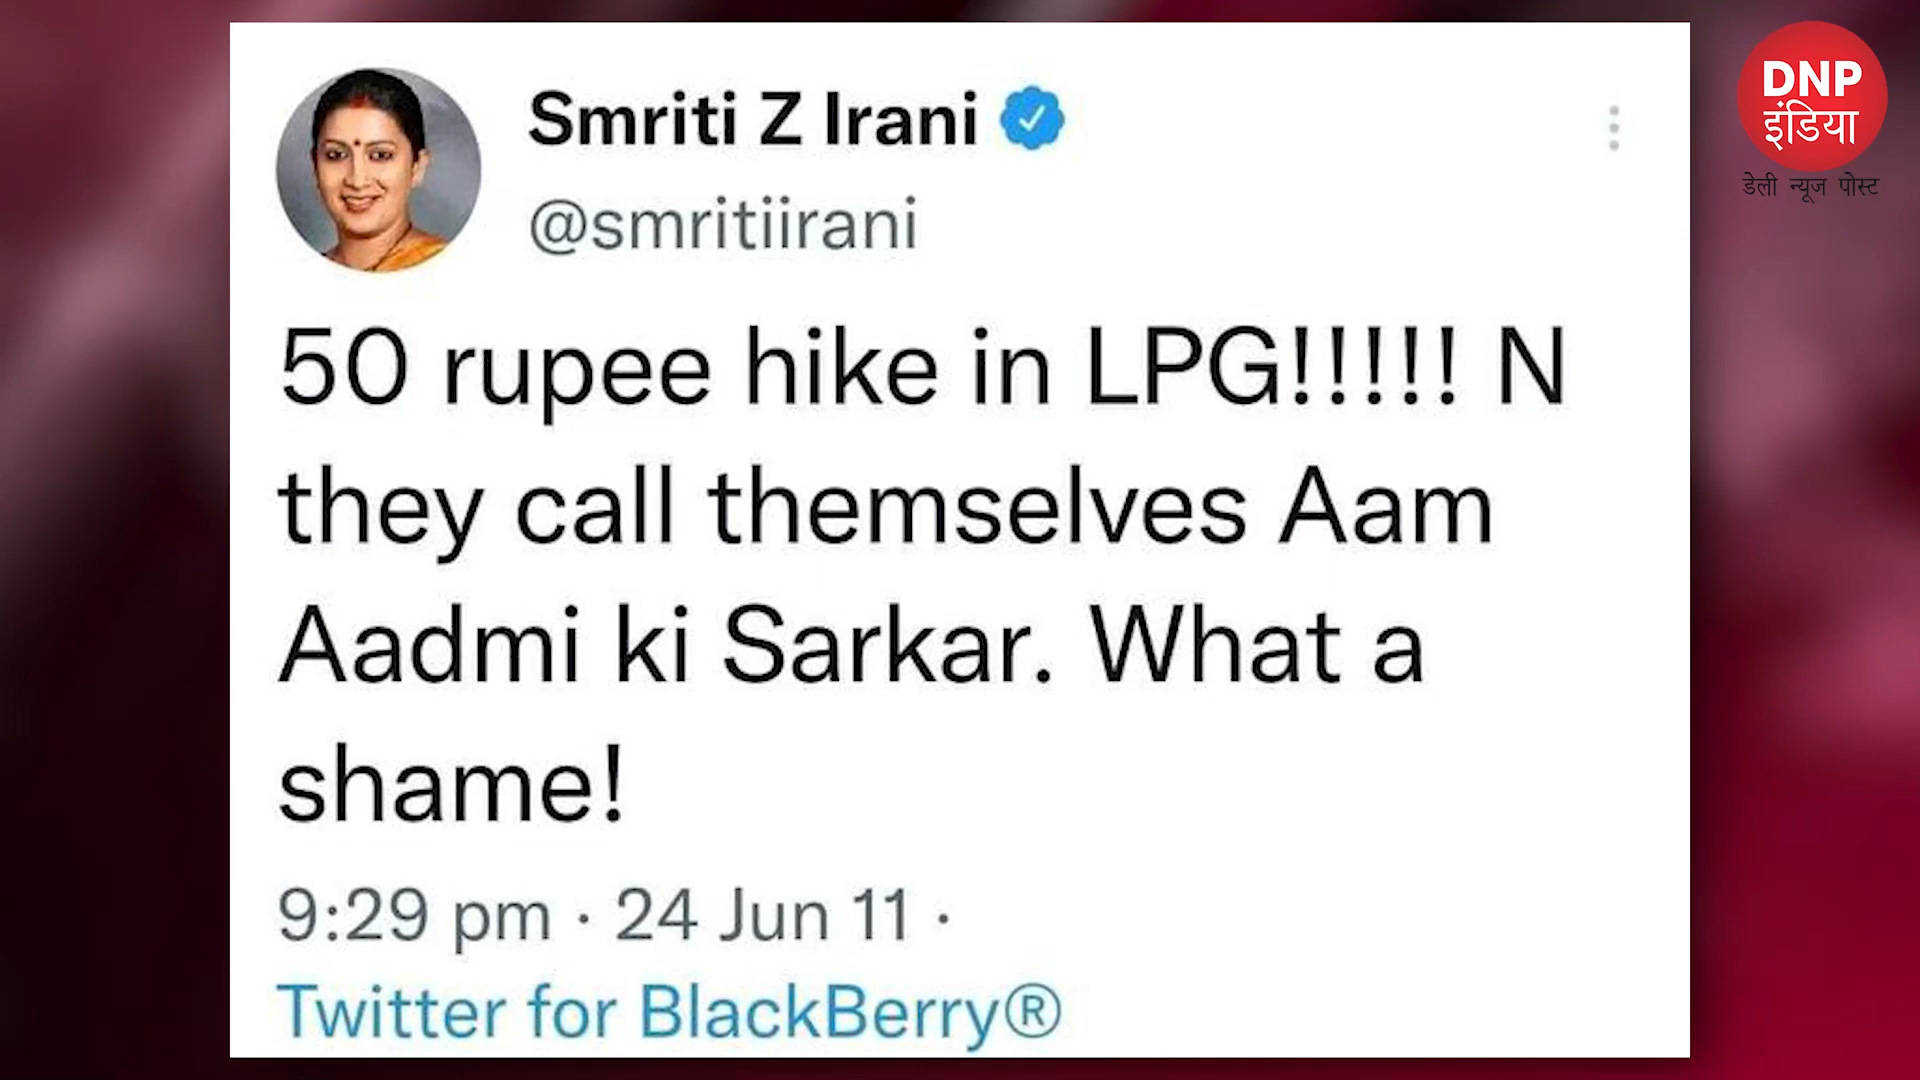 Smriti Z Irani
@smritiirani
50 rupee hike in LPG!!!!! N
they call themselves Aam
Aadmi ki Sarkar. What a
shame!
9:29 pm · 24 Jun 11 ·
Twitter for BlackBerry®
DNP
इंडिया
डेली न्यूज पोस्ट